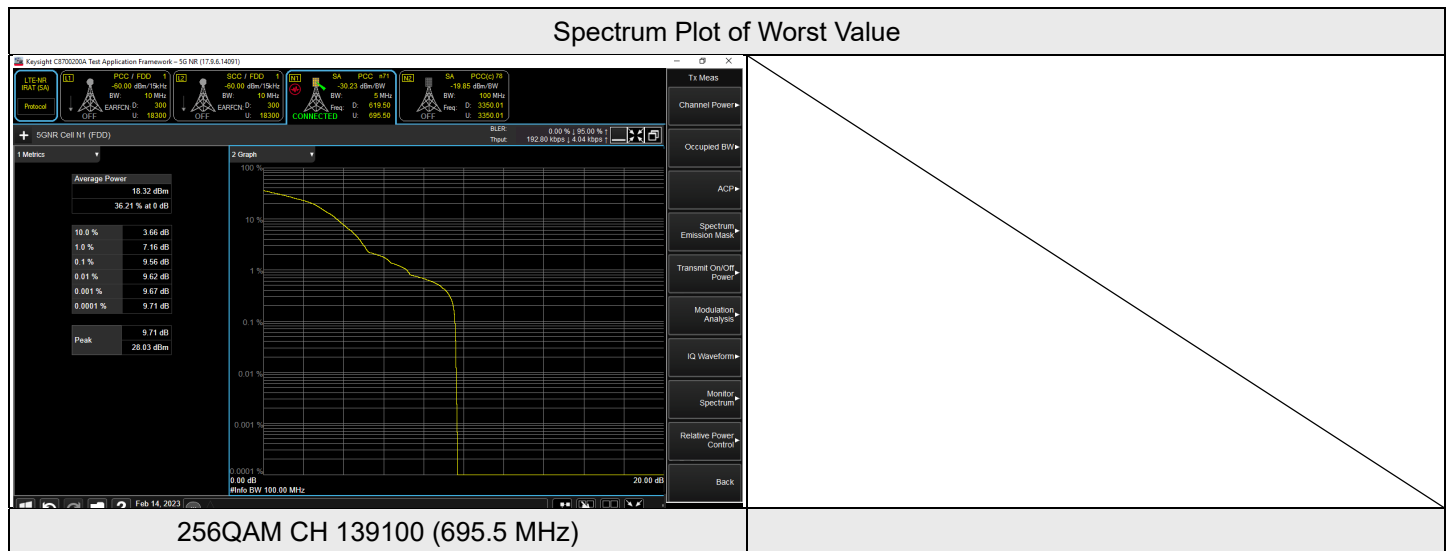 Spectrum Plot of Worst Value
Keysight C8700200A Test Application Framework – 5G NR (17.9.6.14091)
LTE-NR
IRAT (SA)
Protocol
L1 PCC / FDD 1
-60.00 dBm/15kHz
BW: 10 MHz
EARFCN: D: 300
OFF U: 18300
L2 SCC / FDD 1
-60.00 dBm/15kHz
BW: 10 MHz
EARFCN: D: 300
OFF U: 18300
N1 SA PCC n71
-30.23 dBm/BW
BW: 5 MHz
Freq: D: 619.50
CONNECTED U: 695.50
N2 SA PCC(c) 78
-19.85 dBm/BW
BW: 100 MHz
Freq: D: 3350.01
OFF U: 3350.01
5GNR Cell N1 (FDD)
BLER: 0.00 % ↓ 95.00 % ↑
Thput: 192.80 kbps ↓ 4.04 kbps ↑
1 Metrics
Average Power
18.32 dBm
36.21 % at 0 dB
10.0 % 3.66 dB
1.0 % 7.16 dB
0.1 % 9.56 dB
0.01 % 9.62 dB
0.001 % 9.67 dB
0.0001 % 9.71 dB
Peak 9.71 dB
28.03 dBm
2 Graph
100 %
10 %
1 %
0.1 %
0.01 %
0.001 %
0.0001 %
0.00 dB 20.00 dB
#Info BW 100.00 MHz
Tx Meas
Channel Power
Occupied BW
ACP
Spectrum
Emission Mask
Transmit On/Off
Power
Modulation
Analysis
IQ Waveform
Monitor
Spectrum
Relative Power
Control
Back
Feb 14, 2023
256QAM CH 139100 (695.5 MHz)